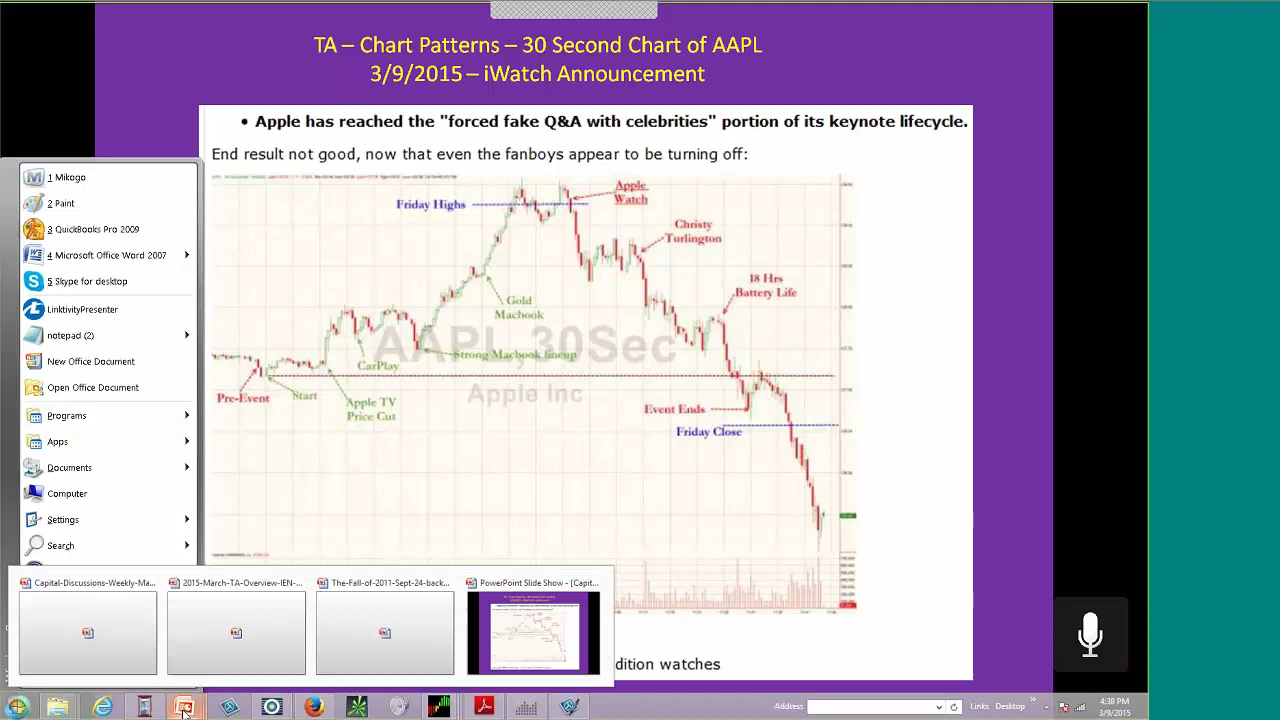 TA – Chart Patterns – 30 Second Chart of AAPL
3/9/2015 – iWatch Announcement
• Apple has reached the "forced fake Q&A with celebrities" portion of its keynote lifecycle.
End result not good, now that even the fanboys appear to be turning off:
Friday Highs
Apple
Watch
Christy
Turlington
18 Hrs
Battery Life
Gold
Macbook
AAPL,30Sec
Strong Macbook lineup
CarPlay
Apple Inc
Pre-Event
Start
Apple TV
Price Cut
Event Ends
Friday Close
dition watches
1 Mikogo
2 Paint
3 QuickBooks Pro 2009
4 Microsoft Office Word 2007
5 Skype for desktop
LinktivityPresenter
notepad (2)
New Office Document
Open Office Document
Programs
Apps
Documents
Computer
Settings
Search
Capital-Discussions-Weekly-Ma...
2015-March-TA-Overview-IEN-...
The-Fall-of-2011-Sept-24-back...
PowerPoint Slide Show - [Capit...
Address
Links
Desktop
»
4:38 PM
3/9/2015